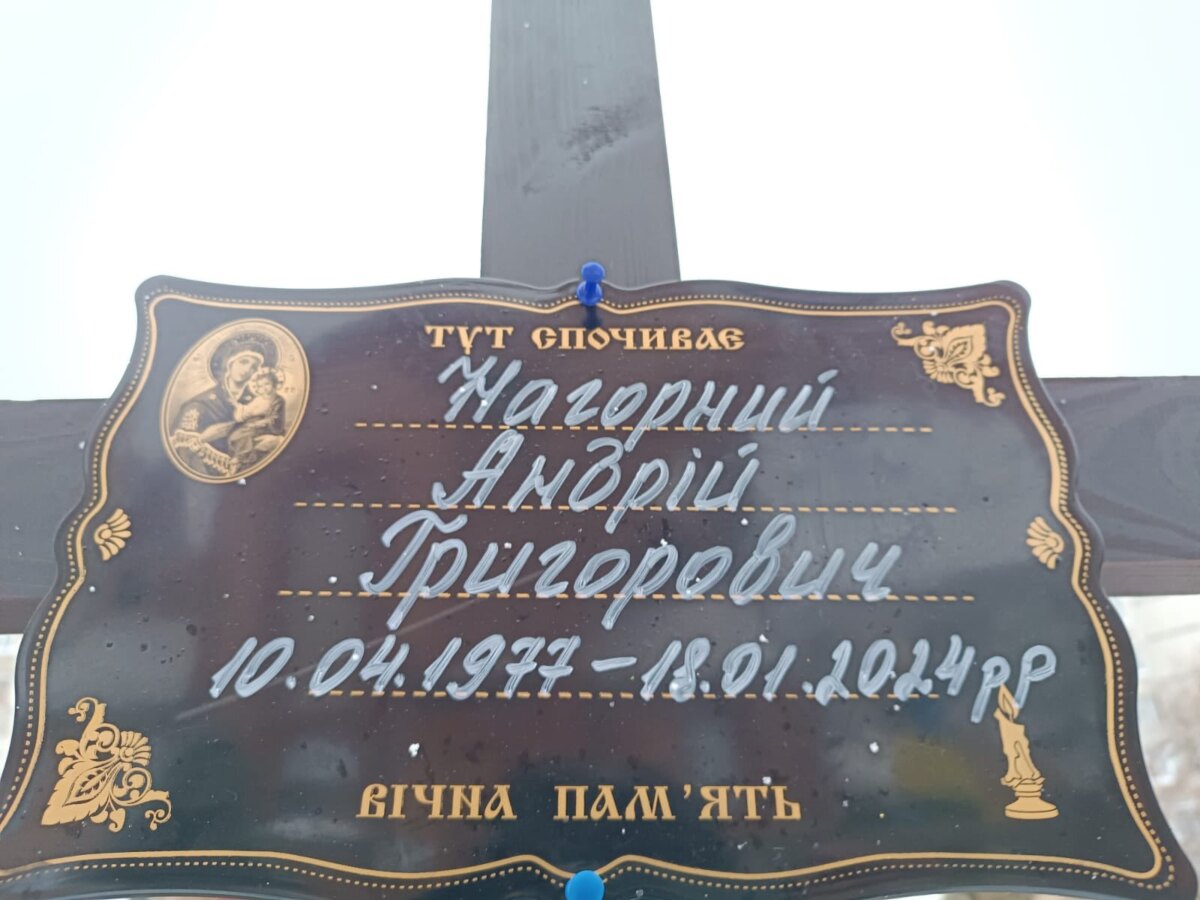 ТУТ СПОЧИВАЄ
Нагорний
Андрій
Григорович
10.04.1977-18.01.2024рр
ВІЧНА ПАМ'ЯТЬ